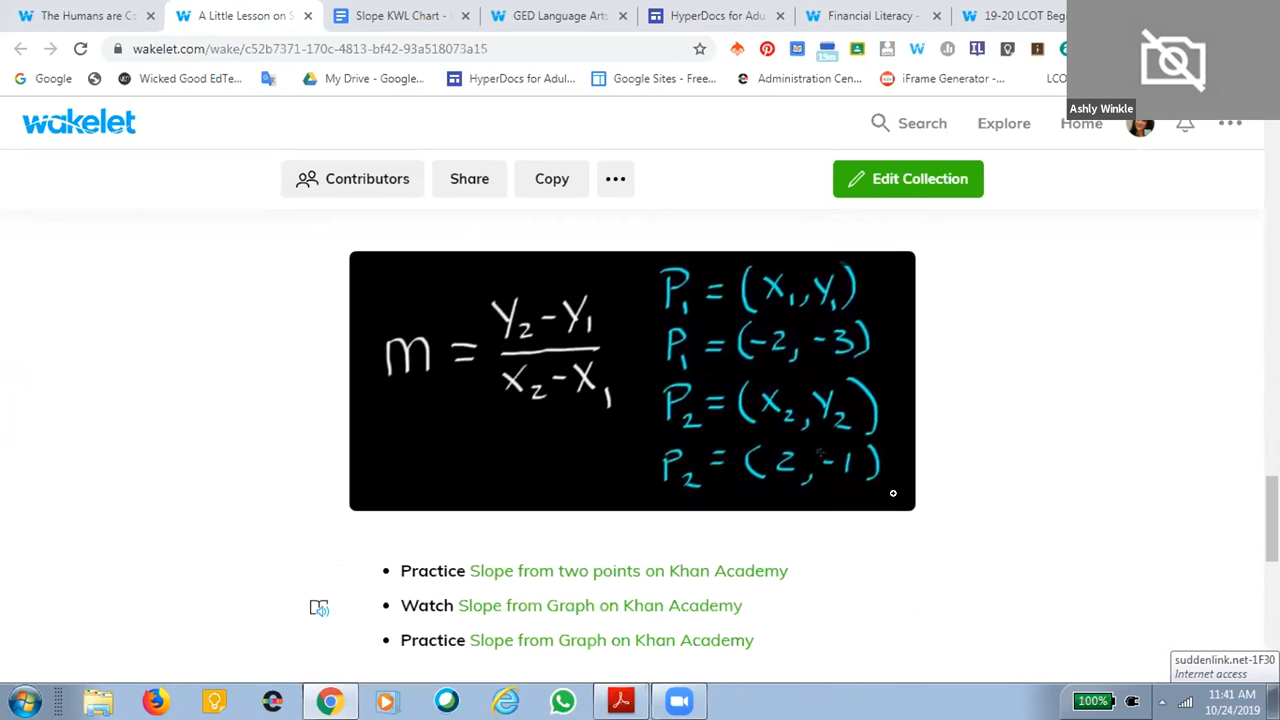 The Humans are Co
A Little Lesson on S
Slope KWL Chart -
GED Language Arts
HyperDocs for Adu
Financial Literacy -
19-20 LCOT Beg
wakelet.com/wake/c52b7371-170c-4813-bf42-93a518073a15
19m
Google
Wicked Good EdTe...
My Drive - Google...
HyperDocs for Adul...
Google Sites - Free...
Administration Cen...
iFrame Generator -...
LCO
Ashly Winkle
wakelet
Search
Explore
Home
Contributors
Share
Copy
Edit Collection
m = y₂-y₁/x₂-x₁
P₁ = (x₁, y₁)
P₁ = (-2, -3)
P₂ = (x₂, y₂)
P₂ = (2, -1)
Practice Slope from two points on Khan Academy
Watch Slope from Graph on Khan Academy
Practice Slope from Graph on Khan Academy
suddenlink.net-1F30
Internet access
100%
11:41 AM
10/24/2019